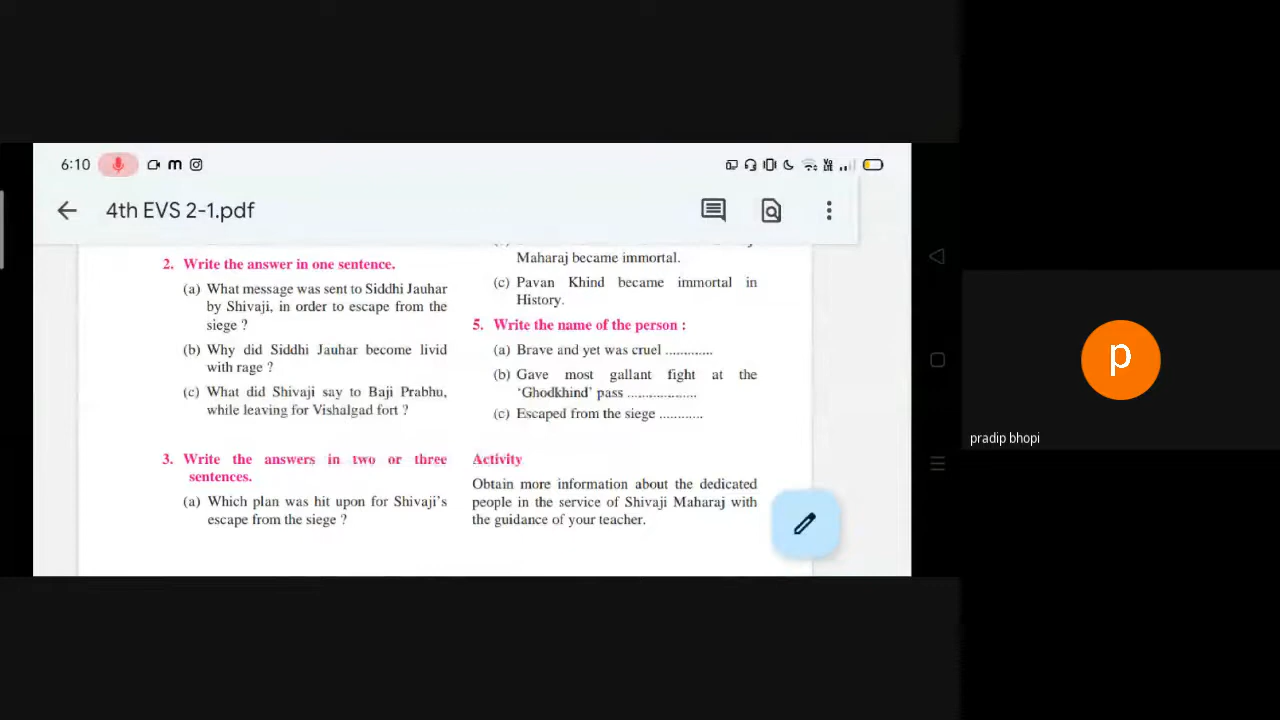 6:10
4th EVS 2-1.pdf
2. Write the answer in one sentence.
(a) What message was sent to Siddhi Jauhar
by Shivaji, in order to escape from the
siege ?
(b) Why did Siddhi Jauhar become livid
with rage ?
(c) What did Shivaji say to Baji Prabhu,
while leaving for Vishalgad fort ?
3. Write the answers in two or three
sentences.
(a) Which plan was hit upon for Shivaji's
escape from the siege ?
Maharaj became immortal.
(c) Pavan Khind became immortal in
History.
5. Write the name of the person :
(a) Brave and yet was cruel .............
(b) Gave most gallant fight at the
'Ghodkhind' pass ...................
(c) Escaped from the siege ............
Activity
Obtain more information about the dedicated
people in the service of Shivaji Maharaj with
the guidance of your teacher.
p
pradip bhopi